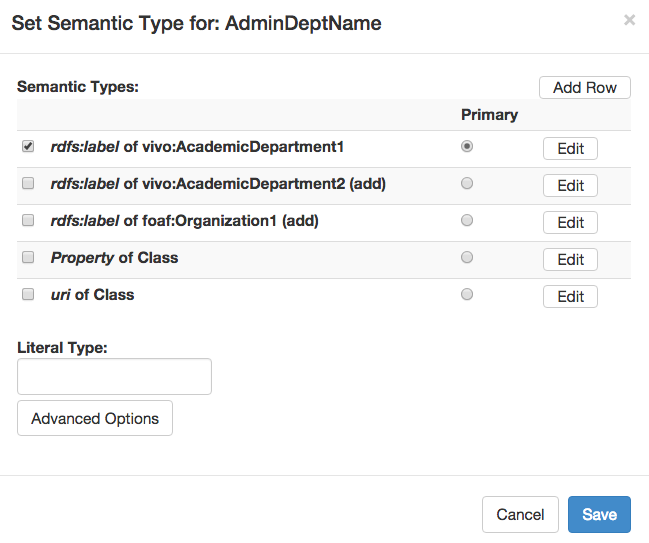 Set Semantic Type for: AdminDeptName ×
Semantic Types: Add Row
Primary
rdfs:label of vivo:AcademicDepartment1 Edit
rdfs:label of vivo:AcademicDepartment2 (add) Edit
rdfs:label of foaf:Organization1 (add) Edit
Property of Class Edit
uri of Class Edit
Literal Type:
Advanced Options
Cancel Save